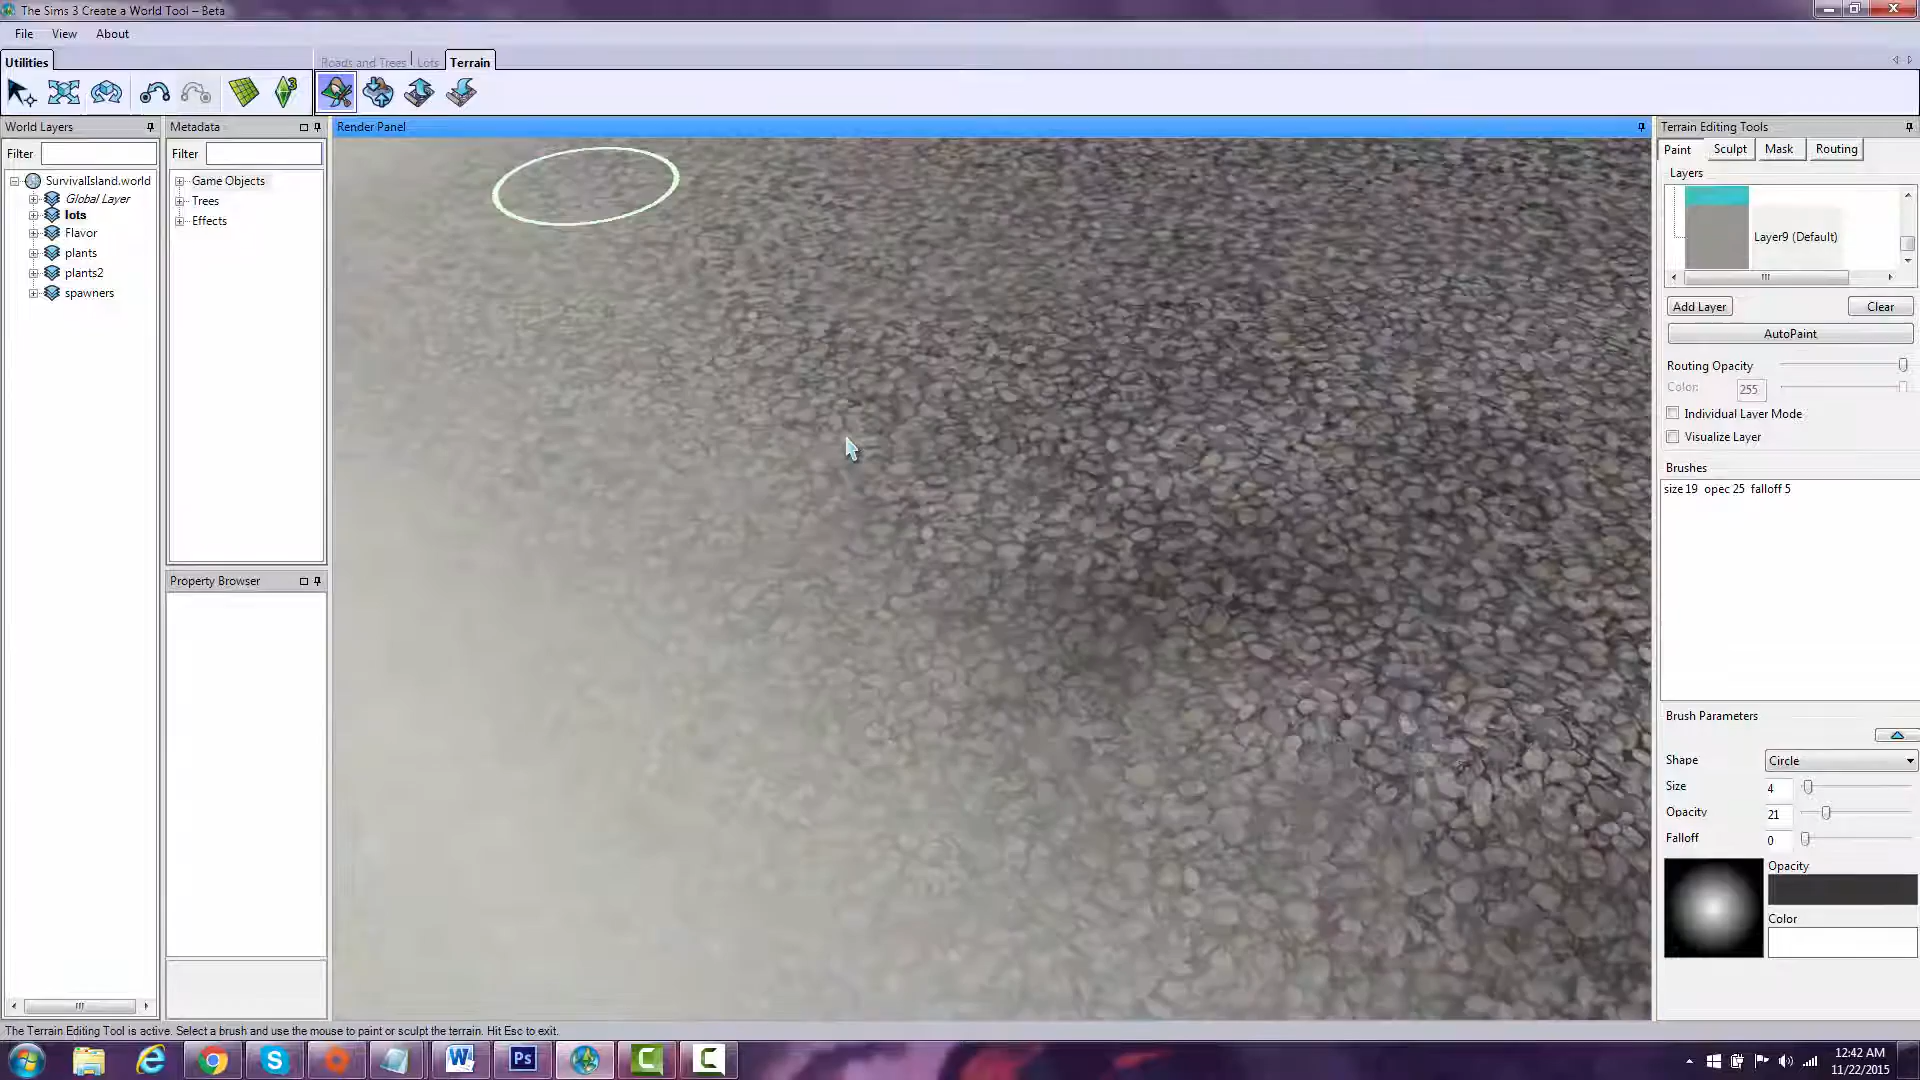 The Sims 3 Create a World Tool – Beta
File View About
Utilities Roads and Trees Lots Terrain
World Layers
Filter
SurvivalIsland.world
Global Layer
lots
Flavor
plants
plants2
spawners
Metadata
Filter
Game Objects
Trees
Effects
Property Browser
Render Panel
Terrain Editing Tools
Paint Sculpt Mask Routing
Layers
Layer9 (Default)
Add Layer Clear
AutoPaint
Routing Opacity
Color: 255
Individual Layer Mode
Visualize Layer
Brushes
size 19 opec 25 falloff 5
Brush Parameters
Shape Circle
Size 4
Opacity 21
Falloff 0
Opacity
Color
The Terrain Editing Tool is active. Select a brush and use the mouse to paint or sculpt the terrain. Hit Esc to exit.
Ps
12:42 AM
11/22/2015